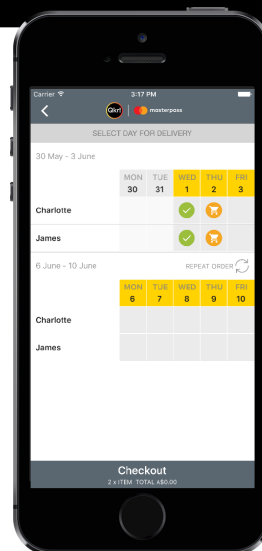 Carrier 3:17 PM
Qkr! masterpass
SELECT DAY FOR DELIVERY
30 May - 3 June
MON TUE WED THU FRI
30 31 1 2 3
Charlotte
James
6 June - 10 June REPEAT ORDER
MON TUE WED THU FRI
6 7 8 9 10
Charlotte
James
Checkout
2 x ITEM TOTAL A$0.00